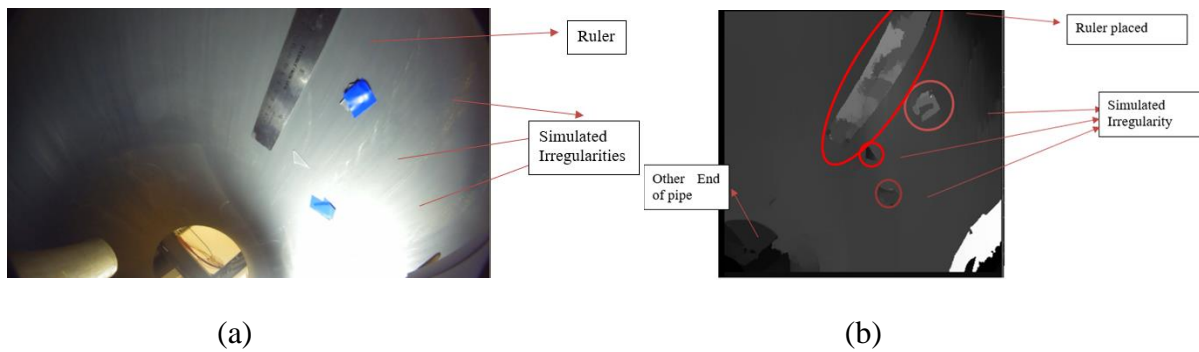 Ruler
Simulated
Irregularities
Ruler placed
Simulated
Irregularity
Other End
of pipe
(a)
(b)